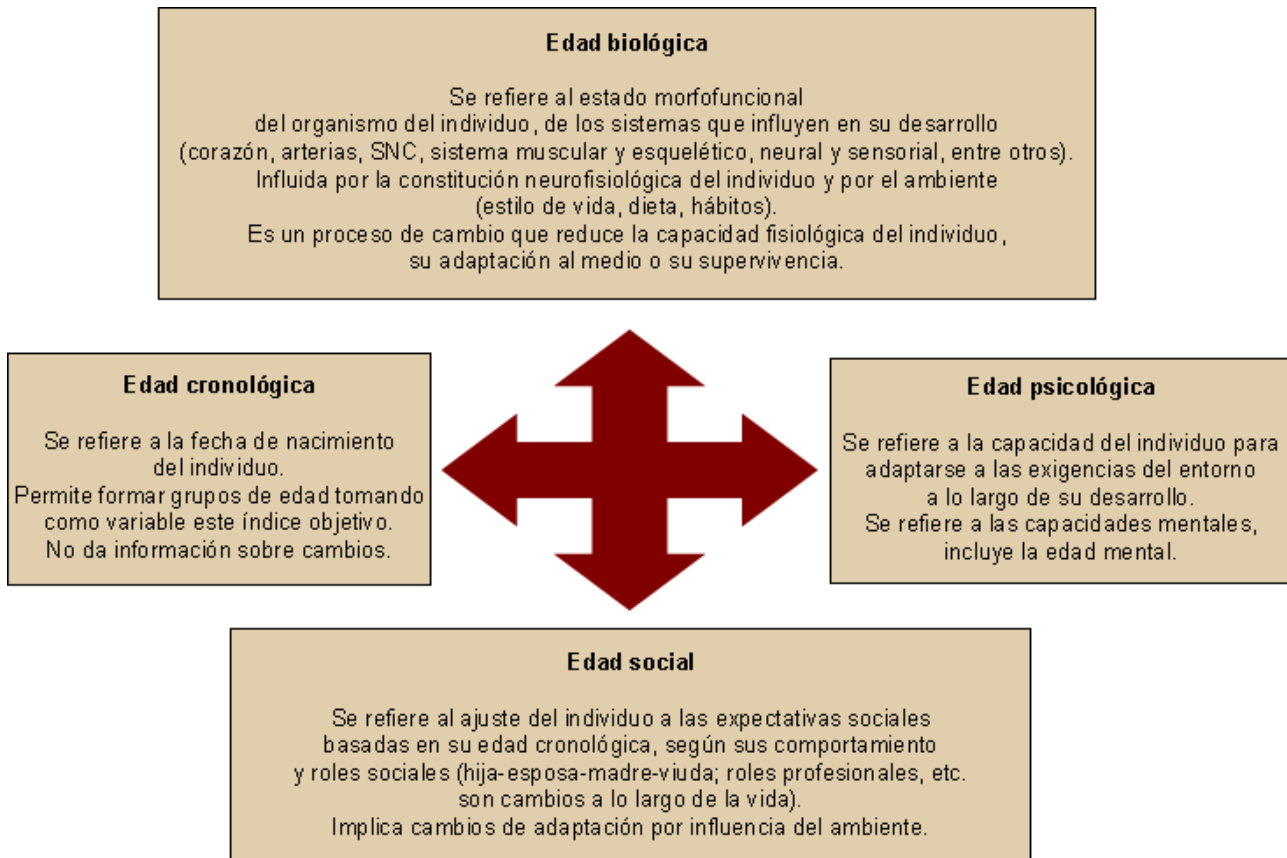 Edad biológica
Se refiere al estado morfofuncional
del organismo del individuo, de los sistemas que influyen en su desarrollo
(corazón, arterias, SNC, sistema muscular y esquelético, neural y sensorial, entre otros).
Influida por la constitución neurofisiológica del individuo y por el ambiente
(estilo de vida, dieta, hábitos).
Es un proceso de cambio que reduce la capacidad fisiológica del individuo,
su adaptación al medio o su supervivencia.
Edad cronológica
Se refiere a la fecha de nacimiento
del individuo.
Permite formar grupos de edad tomando
como variable este índice objetivo.
No da información sobre cambios.
Edad psicológica
Se refiere a la capacidad del individuo para
adaptarse a las exigencias del entorno
a lo largo de su desarrollo.
Se refiere a las capacidades mentales,
incluye la edad mental.
Edad social
Se refiere al ajuste del individuo a las expectativas sociales
basadas en su edad cronológica, según sus comportamiento
y roles sociales (hija-esposa-madre-viuda; roles profesionales, etc.
son cambios a lo largo de la vida).
Implica cambios de adaptación por influencia del ambiente.